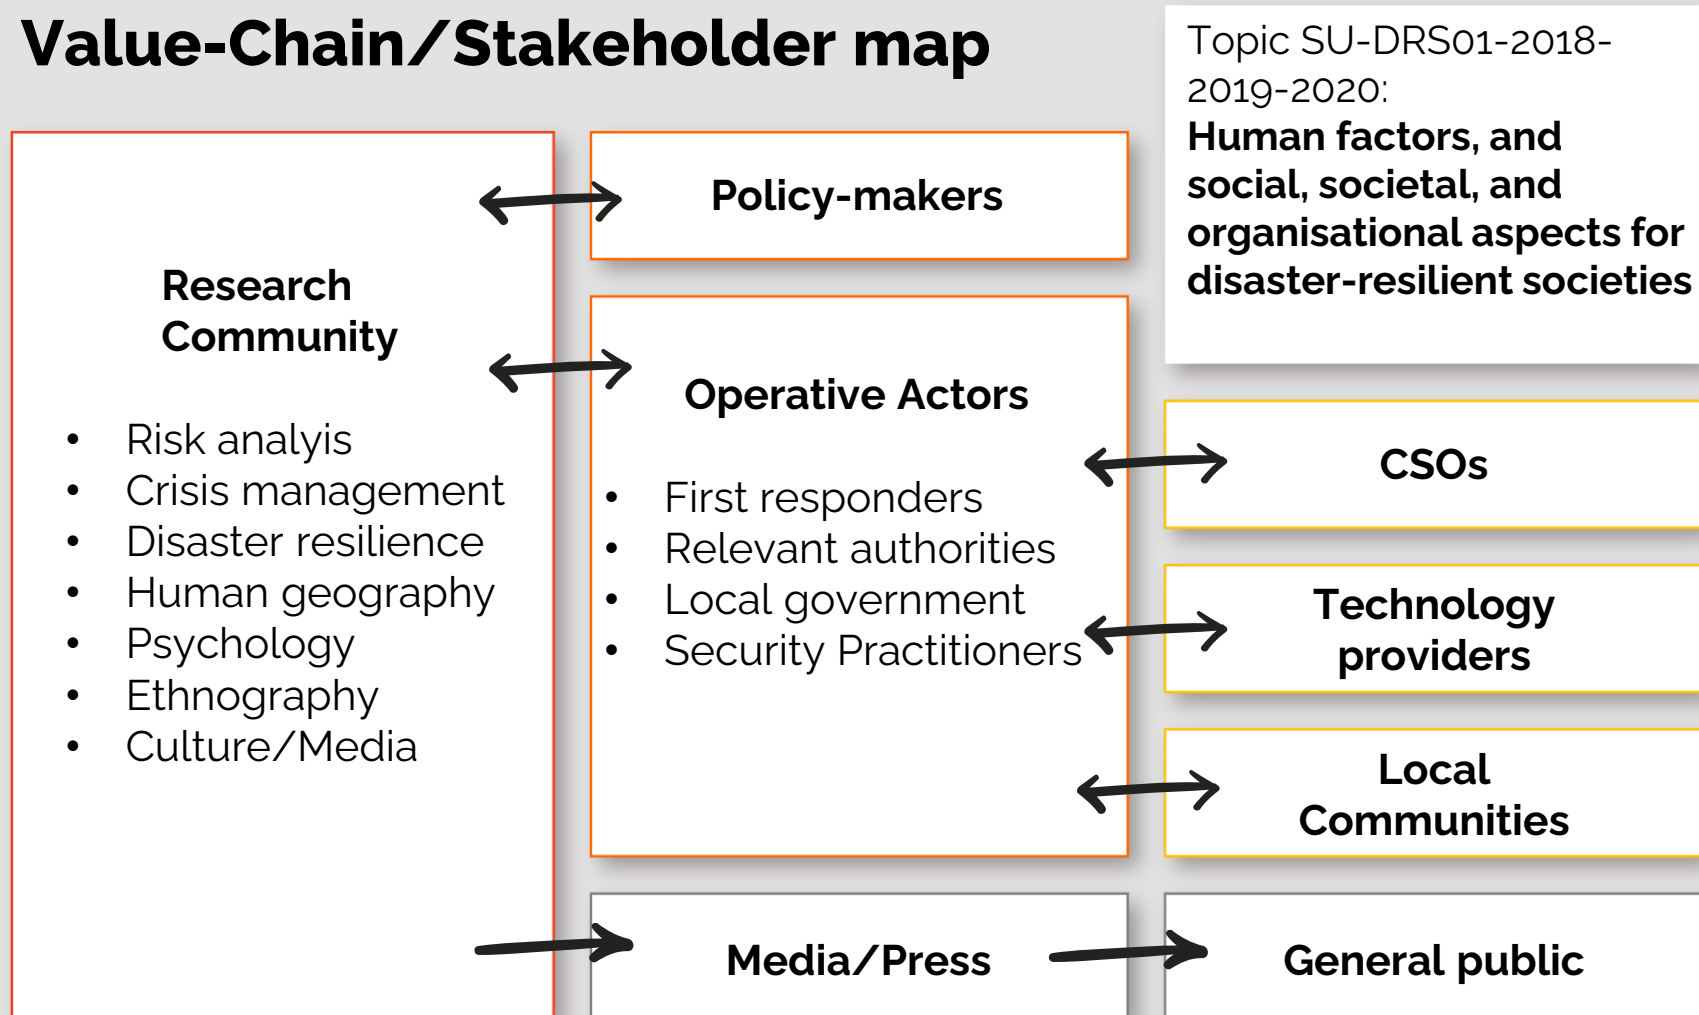 Value-Chain/Stakeholder map
Topic SU-DRS01-2018-
2019-2020:
Human factors, and
social, societal, and
organisational aspects for
disaster-resilient societies
Research
Community
• Risk analyis
• Crisis management
• Disaster resilience
• Human geography
• Psychology
• Ethnography
• Culture/Media
Policy-makers
Operative Actors
• First responders
• Relevant authorities
• Local government
• Security Practitioners
CSOs
Technology
providers
Local
Communities
Media/Press
General public